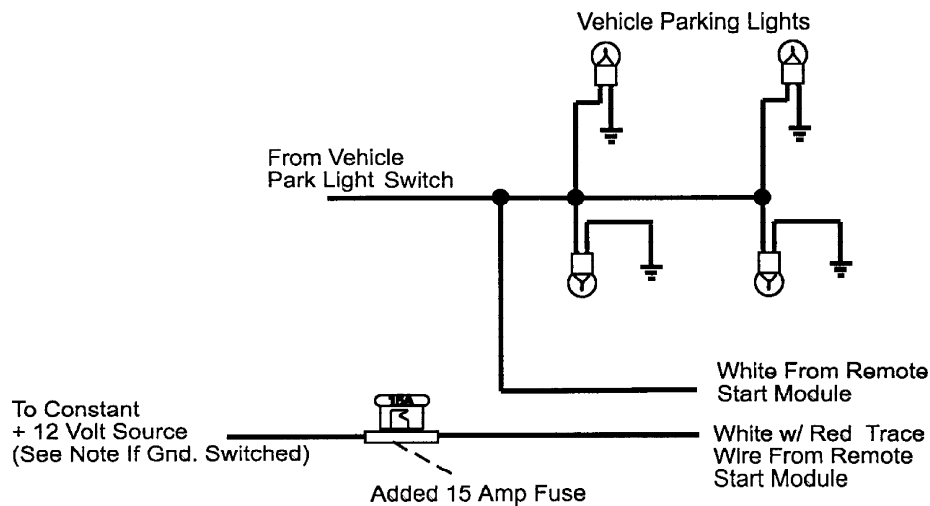 Vehicle Parking Lights
From Vehicle
Park Light Switch
White From Remote
Start Module
15A
To Constant
+ 12 Volt Source
(See Note If Gnd. Switched)
White w/ Red Trace
Wire From Remote
Start Module
Added 15 Amp Fuse